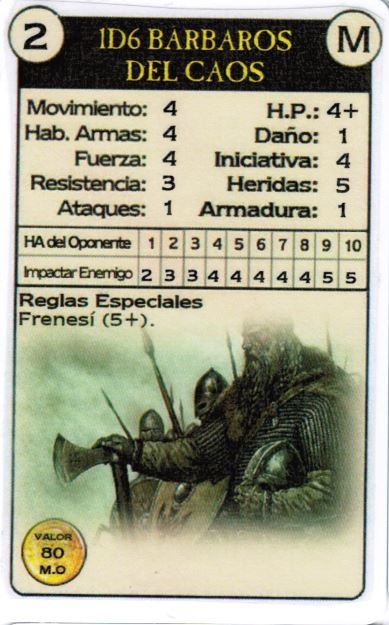 2
1D6 BÁRBAROS
DEL CAOS
M
Movimiento: 4 H.P.: 4+
Hab. Armas: 4 Daño: 1
Fuerza: 4 Iniciativa: 4
Resistencia: 3 Heridas: 5
Ataques: 1 Armadura: 1
HA del Oponente 1 2 3 4 5 6 7 8 9 10
Impactar Enemigo 2 3 3 4 4 4 4 4 5 5
Reglas Especiales
Frenesí (5+).
VALOR
80
M.O